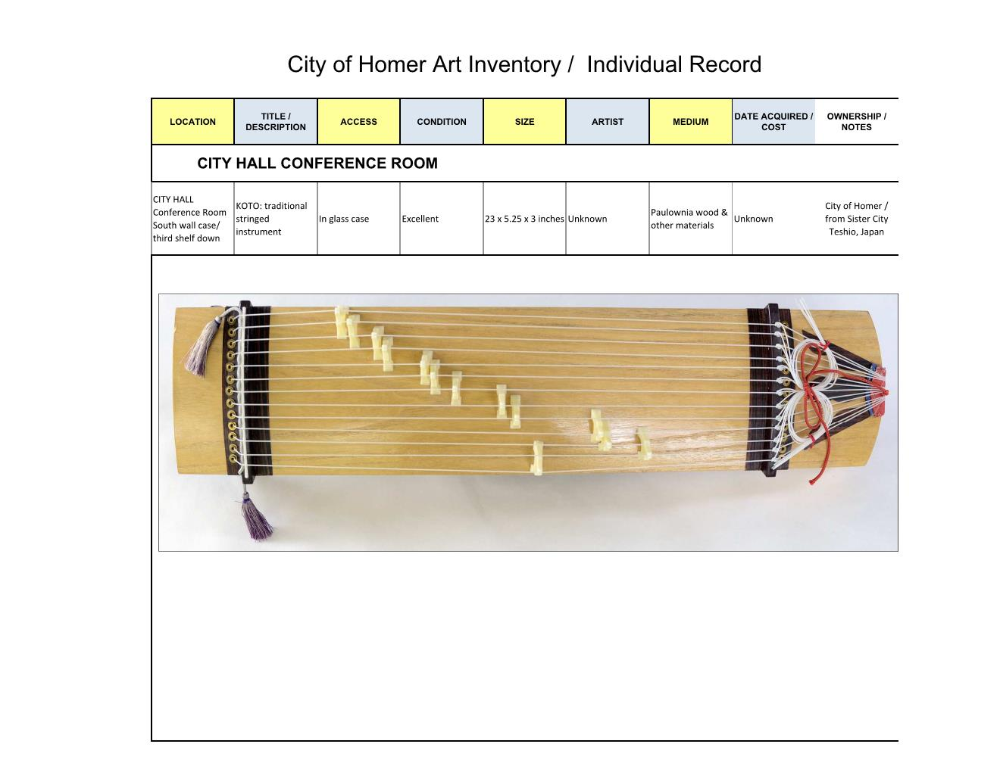 City of Homer Art Inventory /  Individual Record
LOCATION
TITLE /
DESCRIPTION
ACCESS
CONDITION
SIZE
ARTIST
MEDIUM
DATE ACQUIRED /
COST
OWNERSHIP /
NOTES
CITY HALL CONFERENCE ROOM
CITY HALL
Conference Room
South wall case/
third shelf down
KOTO: traditional
stringed
instrument
In glass case
Excellent
23 x 5.25 x 3 inches
Unknown
Paulownia wood &
other materials
Unknown
City of Homer /
from Sister City
Teshio, Japan